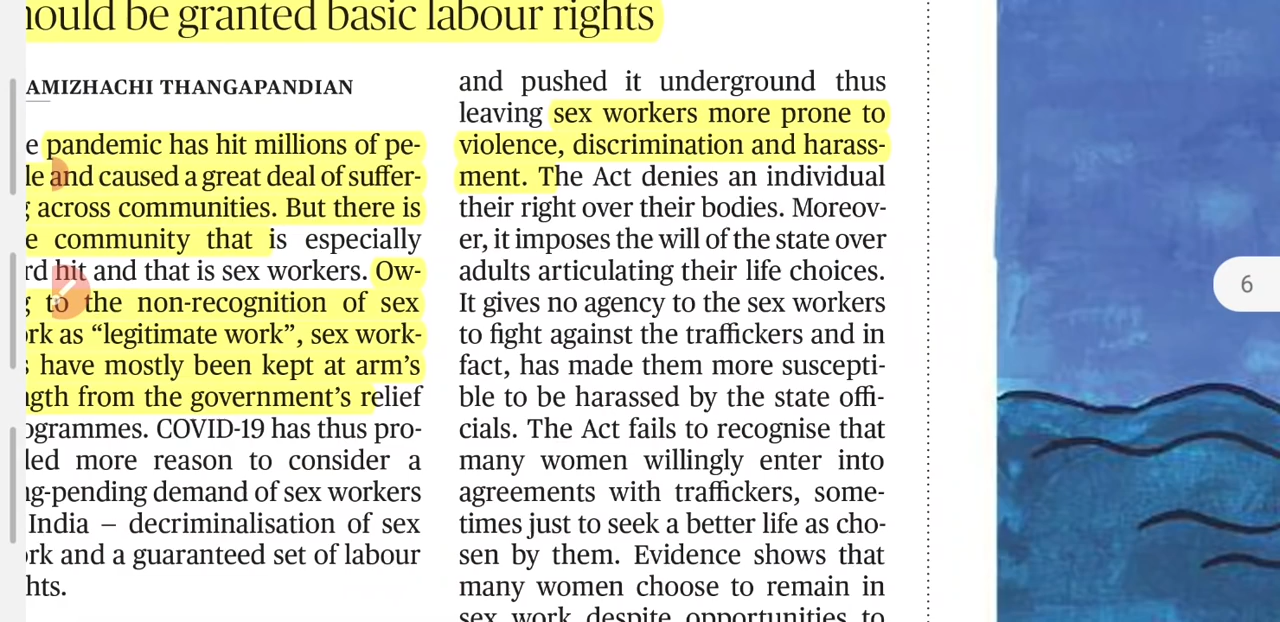 hould be granted basic labour rights
AMIZHACHI THANGAPANDIAN
e pandemic has hit millions of pe-
le and caused a great deal of suffer-
g across communities. But there is
e community that is especially
rd hit and that is sex workers. Ow-
g to the non-recognition of sex
rk as “legitimate work”, sex work-
s have mostly been kept at arm’s
gth from the government’s relief
ogrammes. COVID-19 has thus pro-
led more reason to consider a
ng-pending demand of sex workers
India – decriminalisation of sex
rk and a guaranteed set of labour
hts.
and pushed it underground thus
leaving sex workers more prone to
violence, discrimination and harass-
ment. The Act denies an individual
their right over their bodies. Moreov-
er, it imposes the will of the state over
adults articulating their life choices.
It gives no agency to the sex workers
to fight against the traffickers and in
fact, has made them more suscepti-
ble to be harassed by the state offi-
cials. The Act fails to recognise that
many women willingly enter into
agreements with traffickers, some-
times just to seek a better life as cho-
sen by them. Evidence shows that
many women choose to remain in
sex work despite opportunities to
6